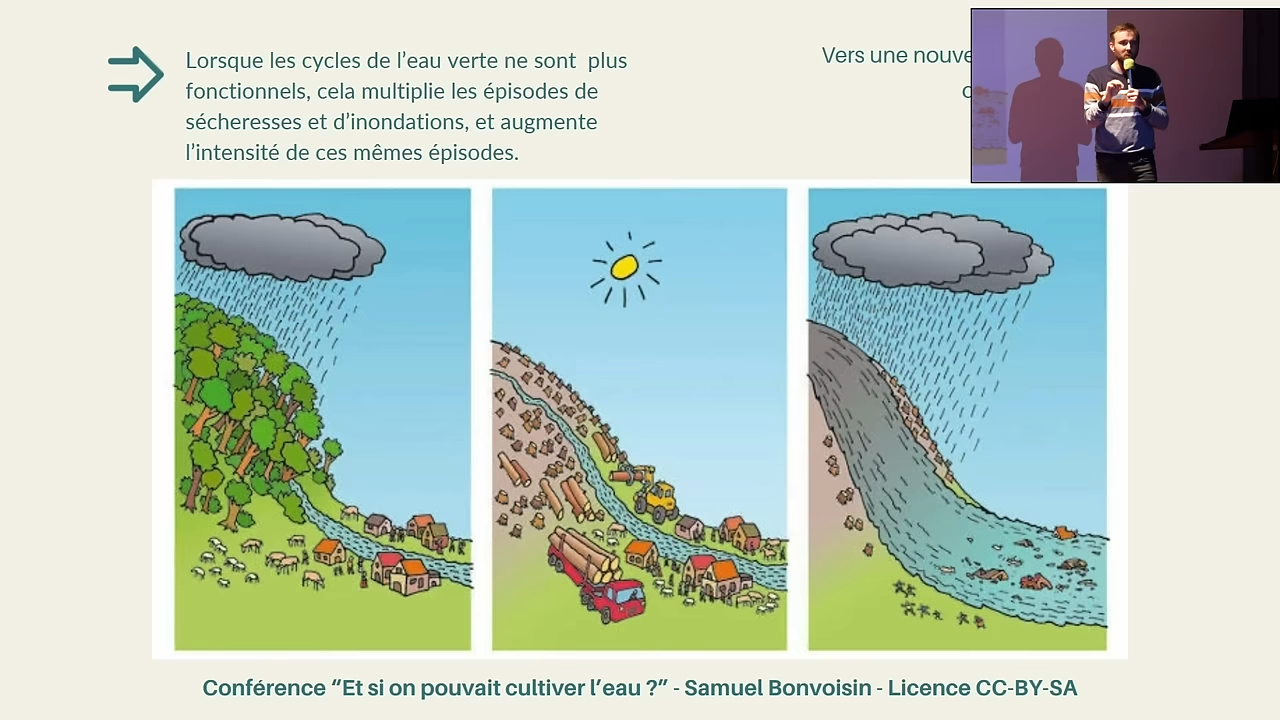 Lorsque les cycles de l’eau verte ne sont  plus
fonctionnels, cela multiplie les épisodes de
sécheresses et d’inondations, et augmente
l’intensité de ces mêmes épisodes.
Vers une
Conférence “Et si on pouvait cultiver l’eau ?” - Samuel Bonvoisin - Licence CC-BY-SA